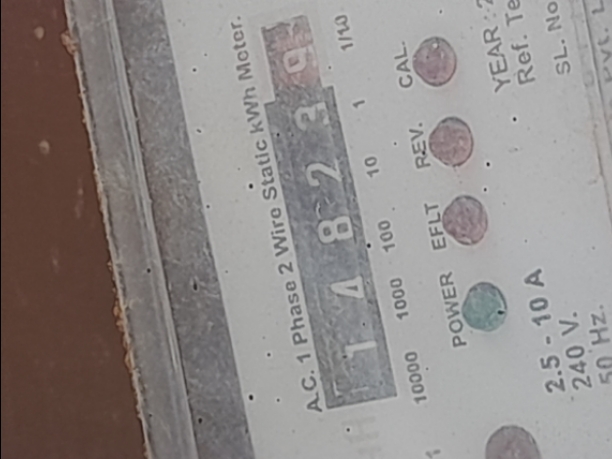 A.C. 1 Phase 2 Wire Static kWh Meter.
1 4 8 2 3 9
10000 1000 100 10 1 1/10
POWER EFLT REV. CAL.
2.5 - 10 A
240 V.
50 Hz.
YEAR :
Ref. Te
SL. No